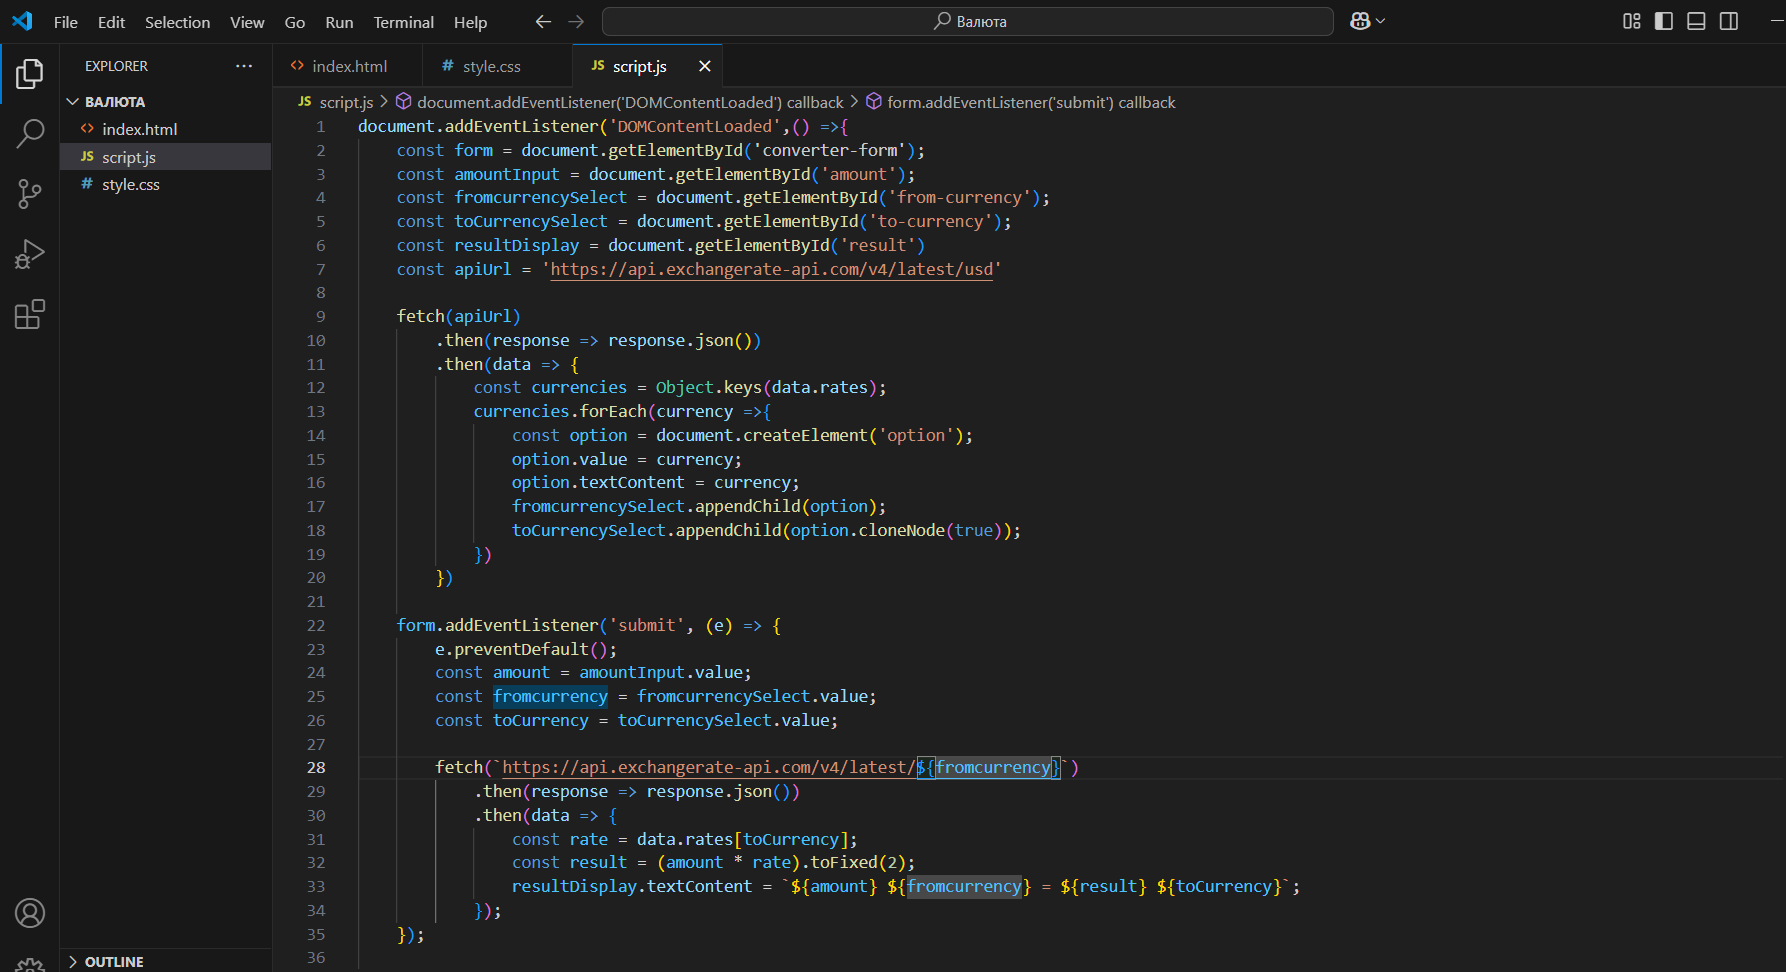 File Edit Selection View Go Run Terminal Help
Валюта
EXPLORER ···
index.html
# style.css
JS script.js
ВАЛЮТА
index.html
JS script.js
# style.css
JS script.js > document.addEventListener('DOMContentLoaded') callback > form.addEventListener('submit') callback
1 document.addEventListener('DOMContentLoaded',() =>{
2 const form = document.getElementById('converter-form');
3 const amountInput = document.getElementById('amount');
4 const fromcurrencySelect = document.getElementById('from-currency');
5 const toCurrencySelect = document.getElementById('to-currency');
6 const resultDisplay = document.getElementById('result')
7 const apiUrl = 'https://api.exchangerate-api.com/v4/latest/usd'
8
9 fetch(apiUrl)
10 .then(response => response.json())
11 .then(data => {
12 const currencies = Object.keys(data.rates);
13 currencies.forEach(currency =>{
14 const option = document.createElement('option');
15 option.value = currency;
16 option.textContent = currency;
17 fromcurrencySelect.appendChild(option);
18 toCurrencySelect.appendChild(option.cloneNode(true));
19 })
20 })
21
22 form.addEventListener('submit', (e) => {
23 e.preventDefault();
24 const amount = amountInput.value;
25 const fromcurrency = fromcurrencySelect.value;
26 const toCurrency = toCurrencySelect.value;
27
28 fetch(`https://api.exchangerate-api.com/v4/latest/${fromcurrency}`)
29 .then(response => response.json())
30 .then(data => {
31 const rate = data.rates[toCurrency];
32 const result = (amount * rate).toFixed(2);
33 resultDisplay.textContent = `${amount} ${fromcurrency} = ${result} ${toCurrency}`;
34 });
35 });
36
OUTLINE